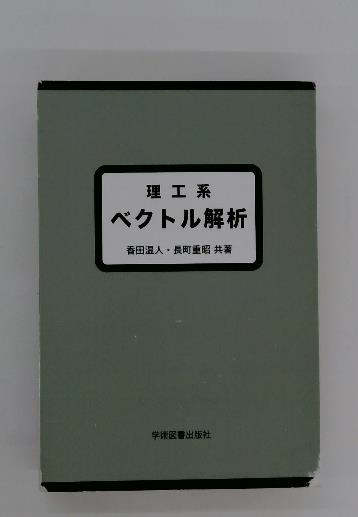 理工系
ベクトル解析
香田温人・長町重昭 共著
学術図書出版社